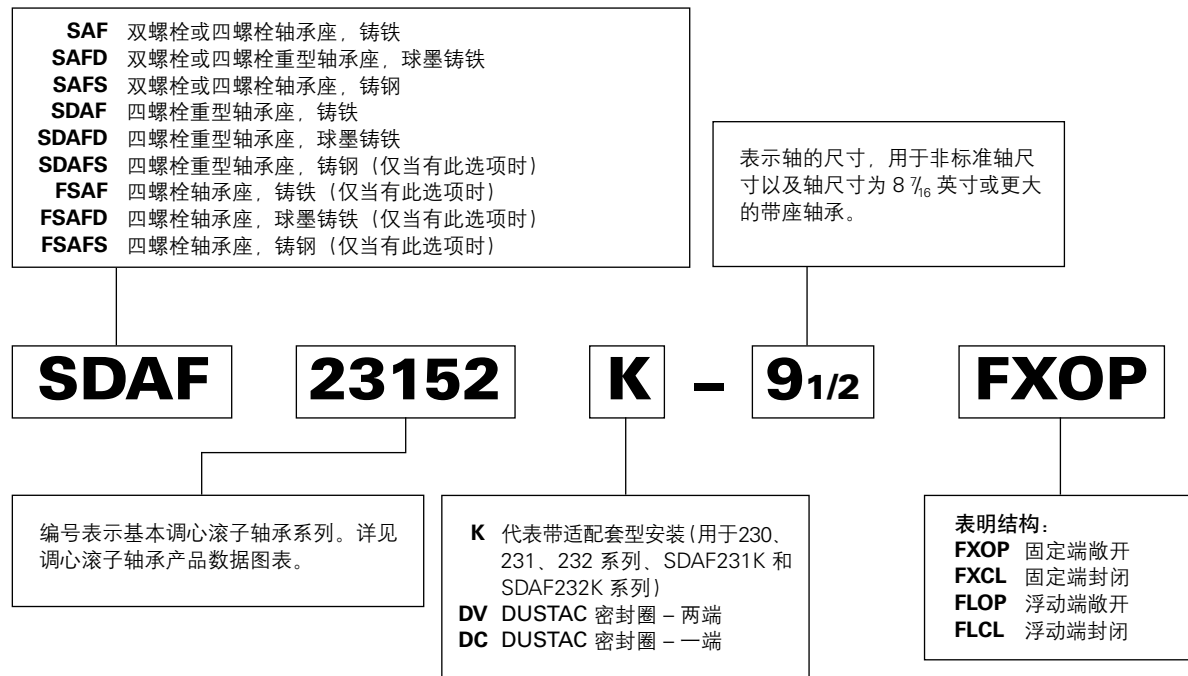 SAF 双螺栓或四螺栓轴承座，铸铁
SAFD 双螺栓或四螺栓重型轴承座，球墨铸铁
SAFS 双螺栓或四螺栓轴承座，铸钢
SDAF 四螺栓重型轴承座，铸铁
SDAFD 四螺栓重型轴承座，球墨铸铁
SDAFS 四螺栓重型轴承座，铸钢（仅当有此选项时）
FSAF 四螺栓轴承座，铸铁（仅当有此选项时）
FSAFD 四螺栓轴承座，球墨铸铁（仅当有此选项时）
FSAFS 四螺栓轴承座，铸钢（仅当有此选项时）
表示轴的尺寸，用于非标准轴尺
寸以及轴尺寸为 8 7/16 英寸或更大
的带座轴承。
SDAF 23152 K – 9 1/2 FXOP
编号表示基本调心滚子轴承系列。详见
调心滚子轴承产品数据图表。
K 代表带适配套型安装（用于230、
231、232 系列、SDAF231K 和
SDAF232K 系列）
DV DUSTAC 密封圈 – 两端
DC DUSTAC 密封圈 – 一端
表明结构：
FXOP 固定端敞开
FXCL 固定端封闭
FLOP 浮动端敞开
FLCL 浮动端封闭